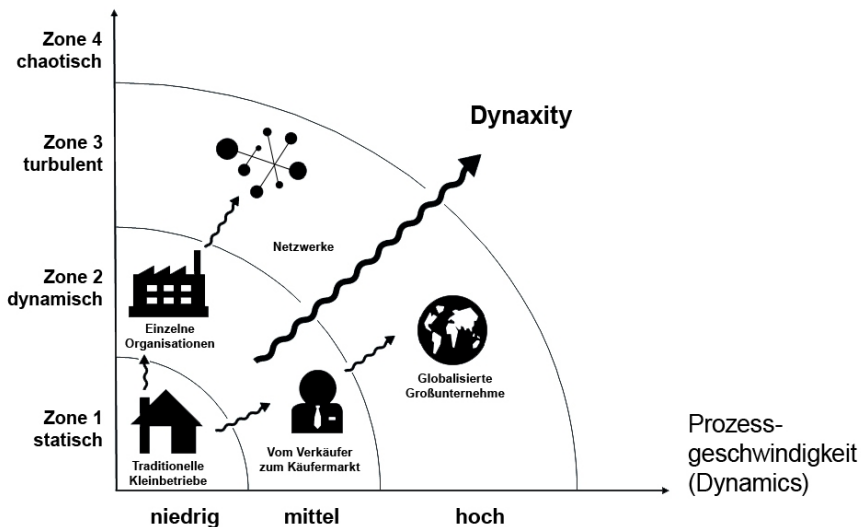 Zone 4
chaotisch
Dynaxity
Zone 3
turbulent
Netzwerke
Zone 2
dynamisch
Einzelne
Organisationen
Globalisierte
Großunternehme
Zone 1
statisch
Traditionelle
Kleinbetriebe
Vom Verkäufer
zum Käufermarkt
Prozess-
geschwindigkeit
(Dynamics)
niedrig
mittel
hoch